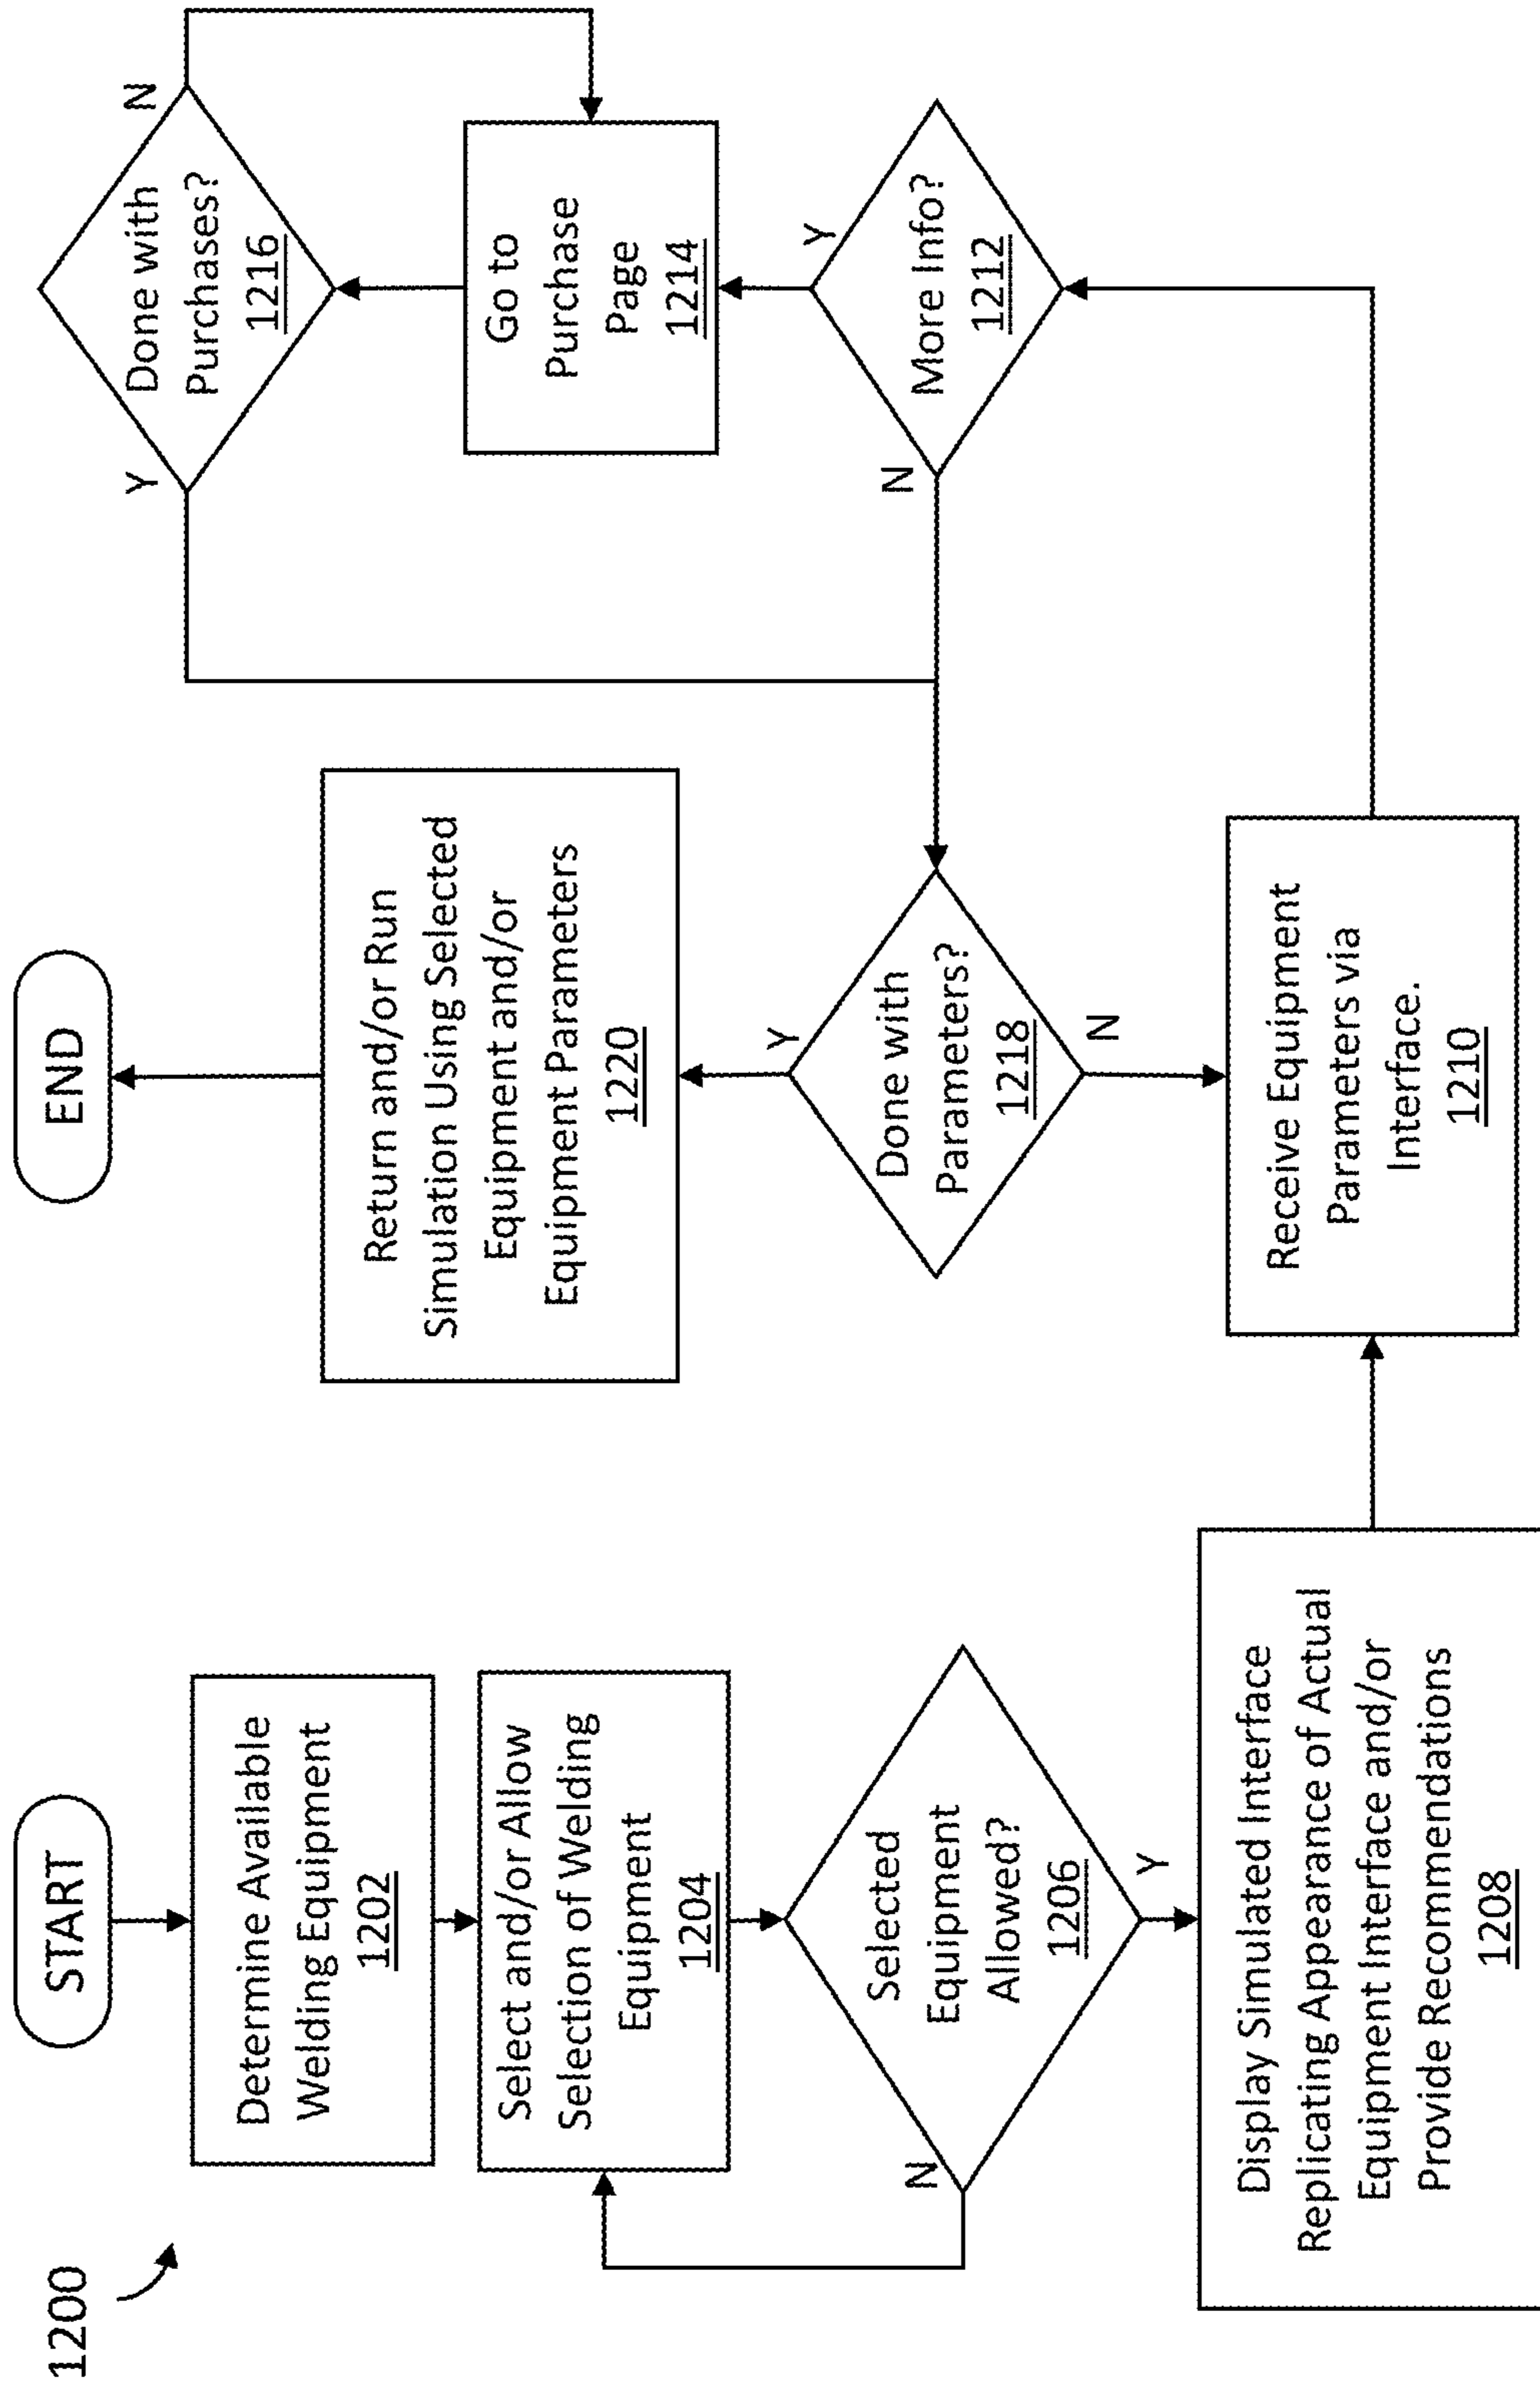 1200
START
Determine Available
Welding Equipment
1202
Select and/or Allow
Selection of Welding
Equipment
1204
Selected
Equipment
Allowed?
1206
N
Y
Display Simulated Interface
Replicating Appearance of Actual
Equipment Interface and/or
Provide Recommendations
1208
Receive Equipment
Parameters via
Interface.
1210
More Info?
1212
Y
N
Go to
Purchase
Page
1214
Done with
Purchases?
1216
Y
N
Done with
Parameters?
1218
Y
N
Return and/or Run
Simulation Using Selected
Equipment and/or
Equipment Parameters
1220
END